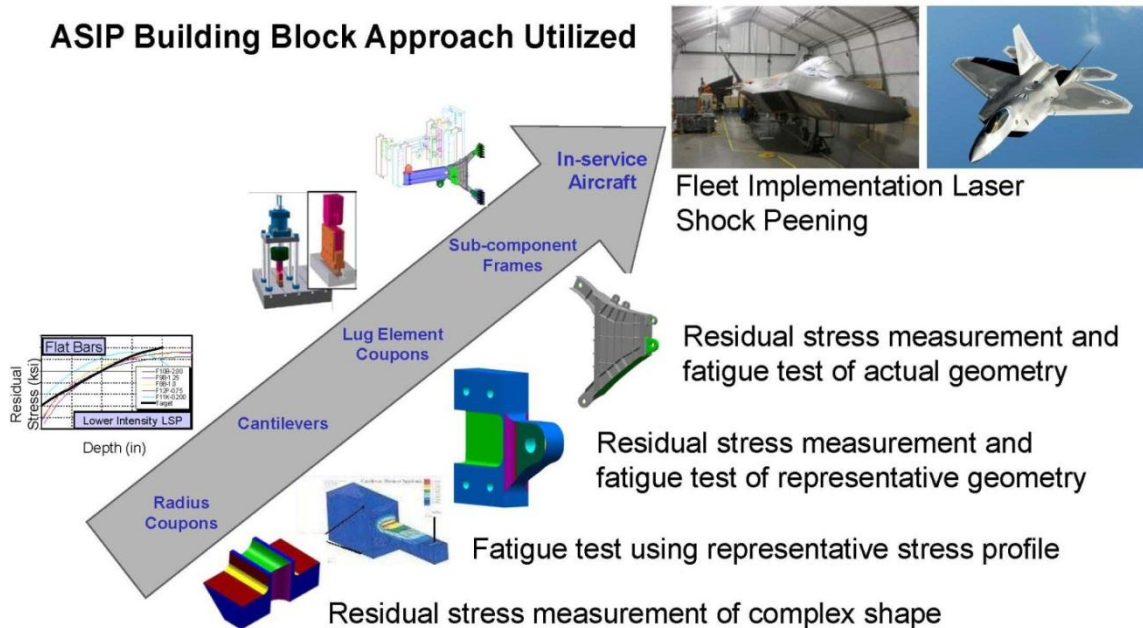 ASIP Building Block Approach Utilized
In-service
Aircraft
Fleet Implementation Laser
Shock Peening
Sub-component
Frames
Lug Element
Coupons
Residual stress measurement and
fatigue test of actual geometry
Flat Bars
Residual
Stress (ksi)
Target
Lower Intensity LSP
Depth (in)
Cantilevers
Residual stress measurement and
fatigue test of representative geometry
Radius
Coupons
Fatigue test using representative stress profile
Residual stress measurement of complex shape